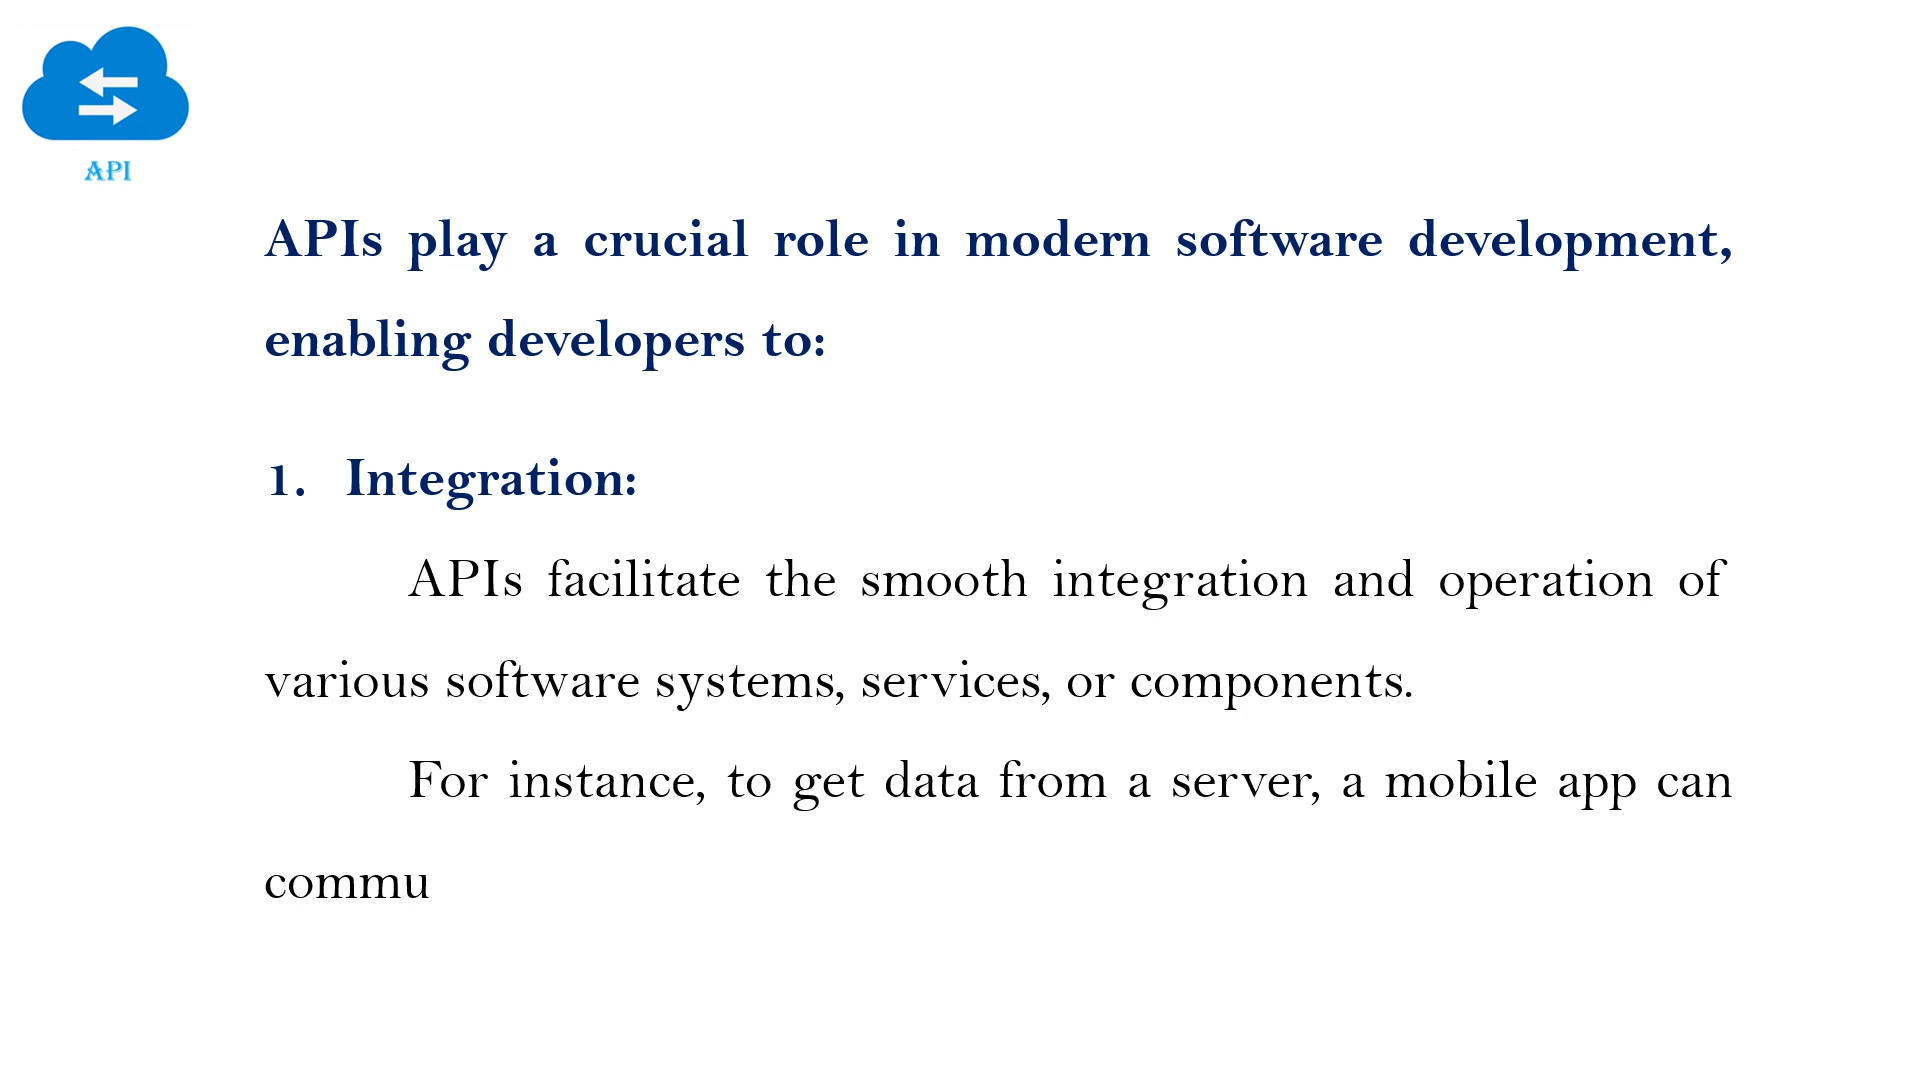 API
APIs play a crucial role in modern software development,
enabling developers to:
1. Integration:
APIs facilitate the smooth integration and operation of
various software systems, services, or components.
For instance, to get data from a server, a mobile app can
commu